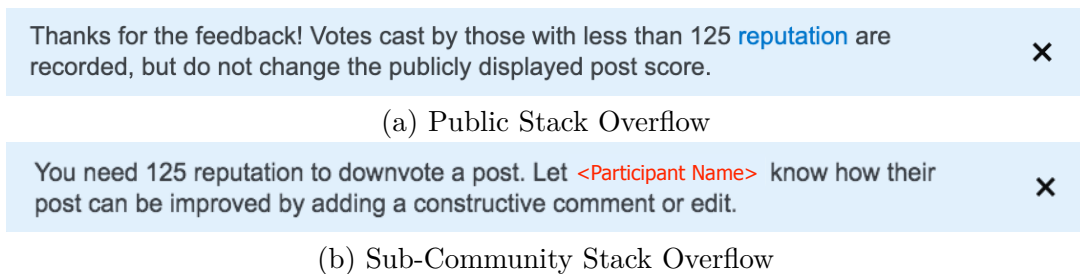 Thanks for the feedback! Votes cast by those with less than 125 reputation are
recorded, but do not change the publicly displayed post score.
(a) Public Stack Overflow
You need 125 reputation to downvote a post. Let <Participant Name> know how their
post can be improved by adding a constructive comment or edit.
(b) Sub-Community Stack Overflow